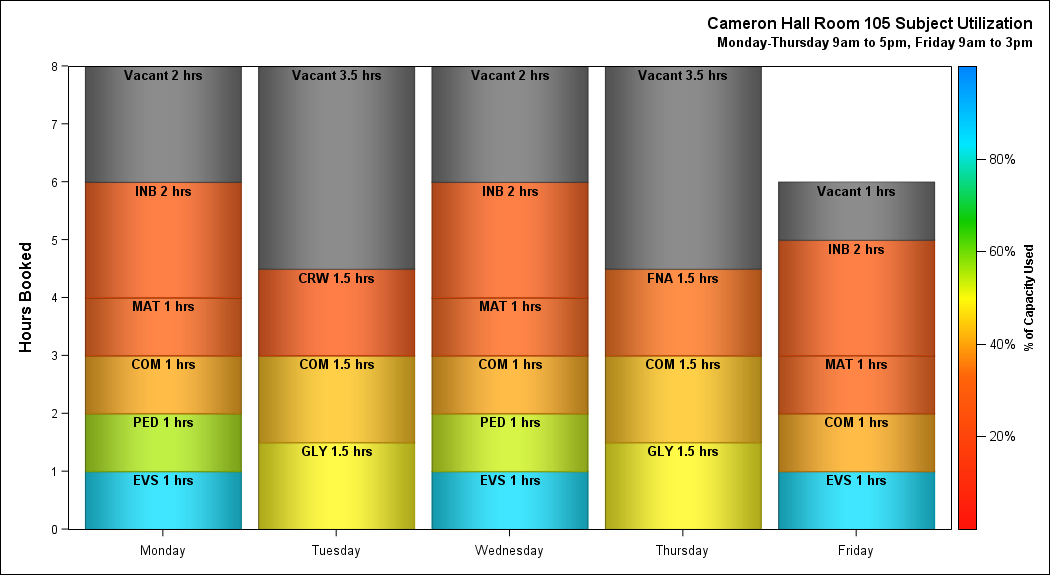 Cameron Hall Room 105 Subject Utilization
Monday-Thursday 9am to 5pm, Friday 9am to 3pm
Hours Booked
8
7
6
5
4
3
2
1
0
Vacant 2 hrs
INB 2 hrs
MAT 1 hrs
COM 1 hrs
PED 1 hrs
EVS 1 hrs
Monday
Vacant 3.5 hrs
CRW 1.5 hrs
COM 1.5 hrs
GLY 1.5 hrs
Tuesday
Vacant 2 hrs
INB 2 hrs
MAT 1 hrs
COM 1 hrs
PED 1 hrs
EVS 1 hrs
Wednesday
Vacant 3.5 hrs
FNA 1.5 hrs
COM 1.5 hrs
GLY 1.5 hrs
Thursday
Vacant 1 hrs
INB 2 hrs
MAT 1 hrs
COM 1 hrs
EVS 1 hrs
Friday
80%
60%
40%
20%
% of Capacity Used